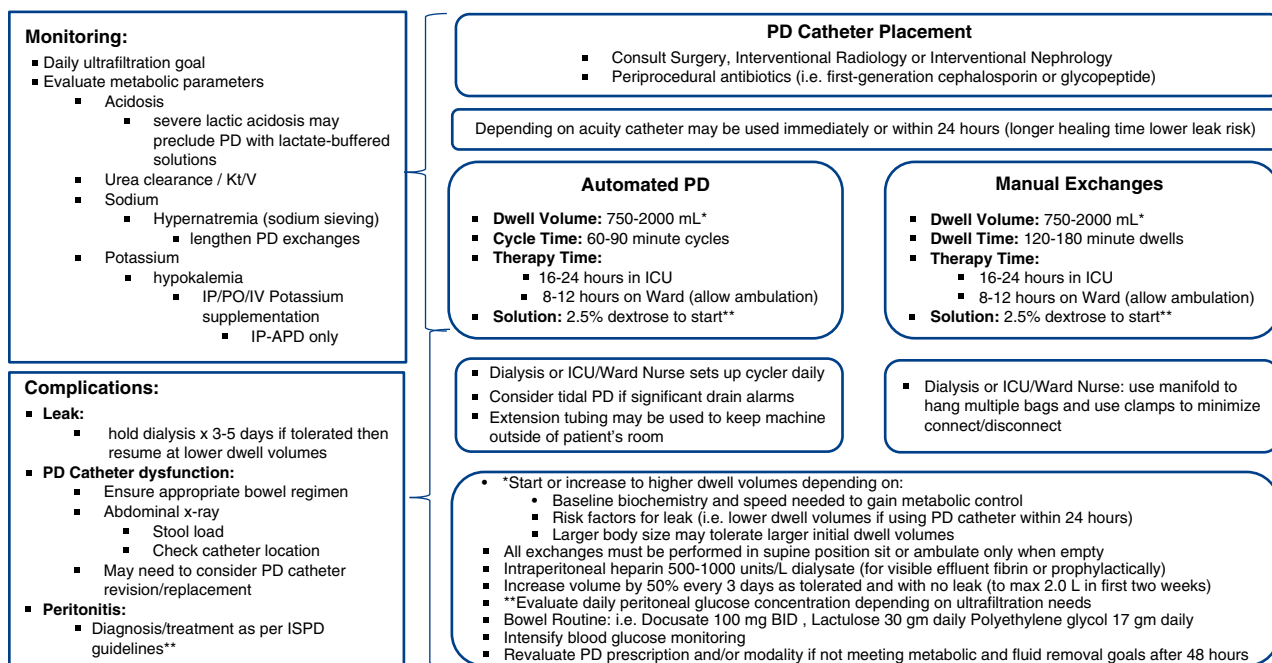 Monitoring:
▪ Daily ultrafiltration goal
▪ Evaluate metabolic parameters
▪ Acidosis
▪ severe lactic acidosis may
preclude PD with lactate-buffered
solutions
▪ Urea clearance / Kt/V
▪ Sodium
▪ Hypernatremia (sodium sieving)
▪ lengthen PD exchanges
▪ Potassium
▪ hypokalemia
▪ IP/PO/IV Potassium
supplementation
▪ IP-APD only
Complications:
▪ Leak:
▪ hold dialysis x 3-5 days if tolerated then
resume at lower dwell volumes
▪ PD Catheter dysfunction:
▪ Ensure appropriate bowel regimen
▪ Abdominal x-ray
▪ Stool load
▪ Check catheter location
▪ May need to consider PD catheter
revision/replacement
▪ Peritonitis:
▪ Diagnosis/treatment as per ISPD
guidelines**
PD Catheter Placement
▪ Consult Surgery, Interventional Radiology or Interventional Nephrology
▪ Periprocedural antibiotics (i.e. first-generation cephalosporin or glycopeptide)
Depending on acuity catheter may be used immediately or within 24 hours (longer healing time lower leak risk)
Automated PD
▪ Dwell Volume: 750-2000 mL*
▪ Cycle Time: 60-90 minute cycles
▪ Therapy Time:
▪ 16-24 hours in ICU
▪ 8-12 hours on Ward (allow ambulation)
▪ Solution: 2.5% dextrose to start**
Manual Exchanges
▪ Dwell Volume: 750-2000 mL*
▪ Dwell Time: 120-180 minute dwells
▪ Therapy Time:
▪ 16-24 hours in ICU
▪ 8-12 hours on Ward (allow ambulation)
▪ Solution: 2.5% dextrose to start**
▪ Dialysis or ICU/Ward Nurse sets up cycler daily
▪ Consider tidal PD if significant drain alarms
▪ Extension tubing may be used to keep machine
outside of patient's room
▪ Dialysis or ICU/Ward Nurse: use manifold to
hang multiple bags and use clamps to minimize
connect/disconnect
• *Start or increase to higher dwell volumes depending on:
• Baseline biochemistry and speed needed to gain metabolic control
▪ Risk factors for leak (i.e. lower dwell volumes if using PD catheter within 24 hours)
▪ Larger body size may tolerate larger initial dwell volumes
▪ All exchanges must be performed in supine position sit or ambulate only when empty
▪ Intraperitoneal heparin 500-1000 units/L dialysate (for visible effluent fibrin or prophylactically)
▪ Increase volume by 50% every 3 days as tolerated and with no leak (to max 2.0 L in first two weeks)
▪ **Evaluate daily peritoneal glucose concentration depending on ultrafiltration needs
▪ Bowel Routine: i.e. Docusate 100 mg BID , Lactulose 30 gm daily Polyethylene glycol 17 gm daily
▪ Intensify blood glucose monitoring
▪ Revaluate PD prescription and/or modality if not meeting metabolic and fluid removal goals after 48 hours